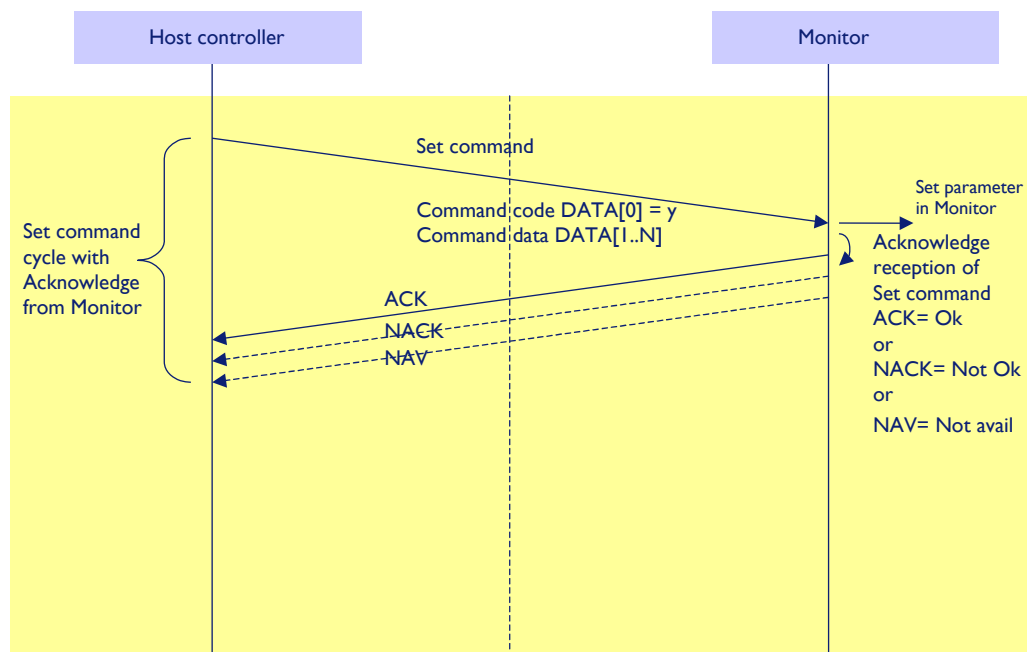 Host controller
Monitor
Set command
Set parameter
in Monitor
Command code DATA[0] = y
Command data DATA[1..N]
Set command
cycle with
Acknowledge
from Monitor
Acknowledge
reception of
Set command
ACK= Ok
or
NACK= Not Ok
or
NAV= Not avail
ACK
NACK
NAV